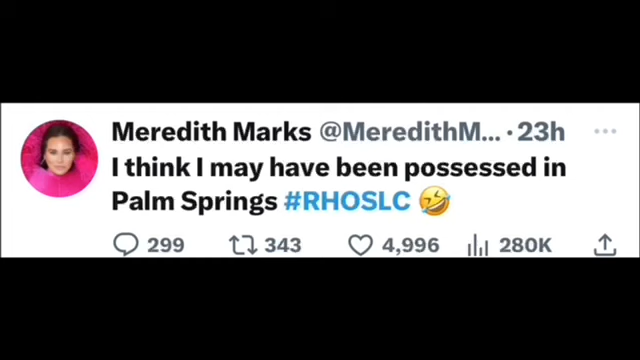 Meredith Marks @MeredithM... · 23h
I think I may have been possessed in
Palm Springs #RHOSLC 🤣
299 343 4,996 280K